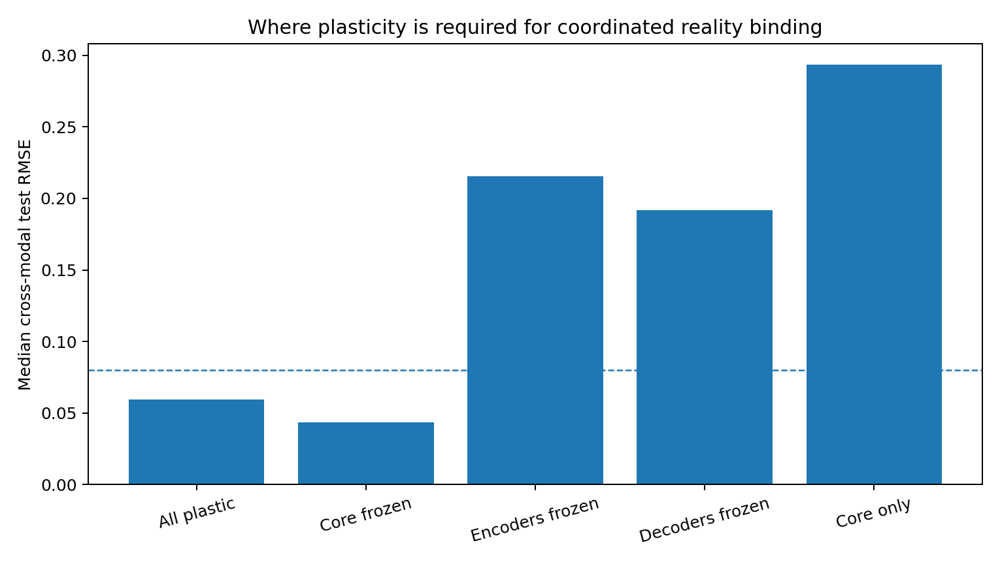 Where plasticity is required for coordinated reality binding
Median cross-modal test RMSE
0.30
0.25
0.20
0.15
0.10
0.05
0.00
All plastic
Core frozen
Encoders frozen
Decoders frozen
Core only